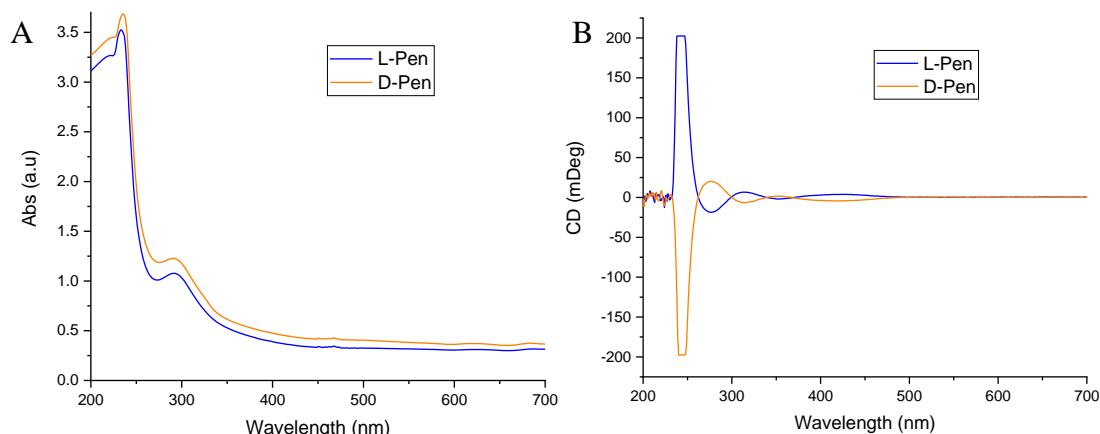 A
Abs (a.u)
3.5
3.0
2.5
2.0
1.5
1.0
0.5
0.0
L-Pen
D-Pen
200 300 400 500 600 700
Wavelength (nm)
B
CD (mDeg)
200
150
100
50
0
-50
-100
-150
-200
L-Pen
D-Pen
200 300 400 500 600 700
Wavelength (nm)